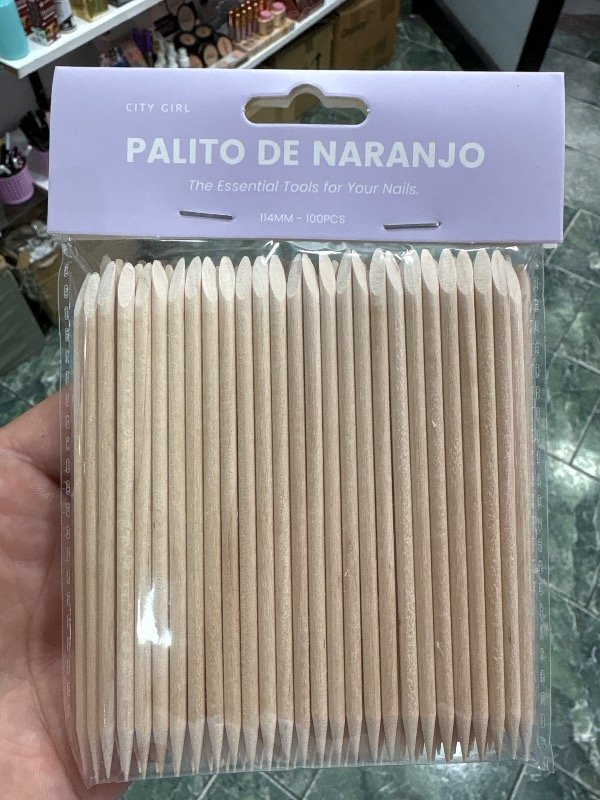 CITY GIRL
PALITO DE NARANJO
The Essential Tools for Your Nails.
114MM - 100PCS